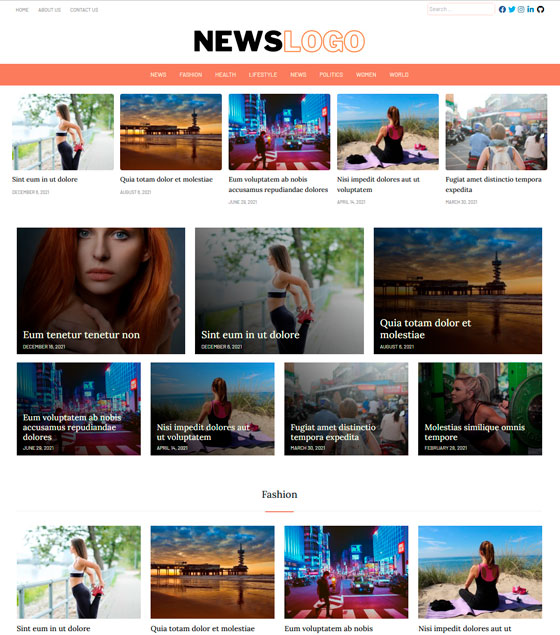 HOME ABOUT US CONTACT US Search...
NEWSLOGO
NEWS FASHION HEALTH LIFESTYLE NEWS POLITICS WOMEN WORLD
Sint eum in ut dolore
DECEMBER 6, 2021
Quia totam dolor et molestiae
AUGUST 6, 2021
Eum voluptatem ab nobis
accusamus repudiandae dolores
JUNE 29, 2021
Nisi impedit dolores aut ut
voluptatem
APRIL 14, 2021
Fugiat amet distinctio tempora
expedita
MARCH 30, 2021
Eum tenetur tenetur non
DECEMBER 18, 2021
Sint eum in ut dolore
DECEMBER 6, 2021
Quia totam dolor et
molestiae
AUGUST 6, 2021
Eum voluptatem ab nobis
accusamus repudiandae
dolores
JUNE 29, 2021
Nisi impedit dolores aut
ut voluptatem
APRIL 14, 2021
Fugiat amet distinctio
tempora expedita
MARCH 30, 2021
Molestias similique omnis
tempore
FEBRUARY 28, 2021
Fashion
Sint eum in ut dolore
Quia totam dolor et molestiae
Eum voluptatem ab nobis
Nisi impedit dolores aut ut